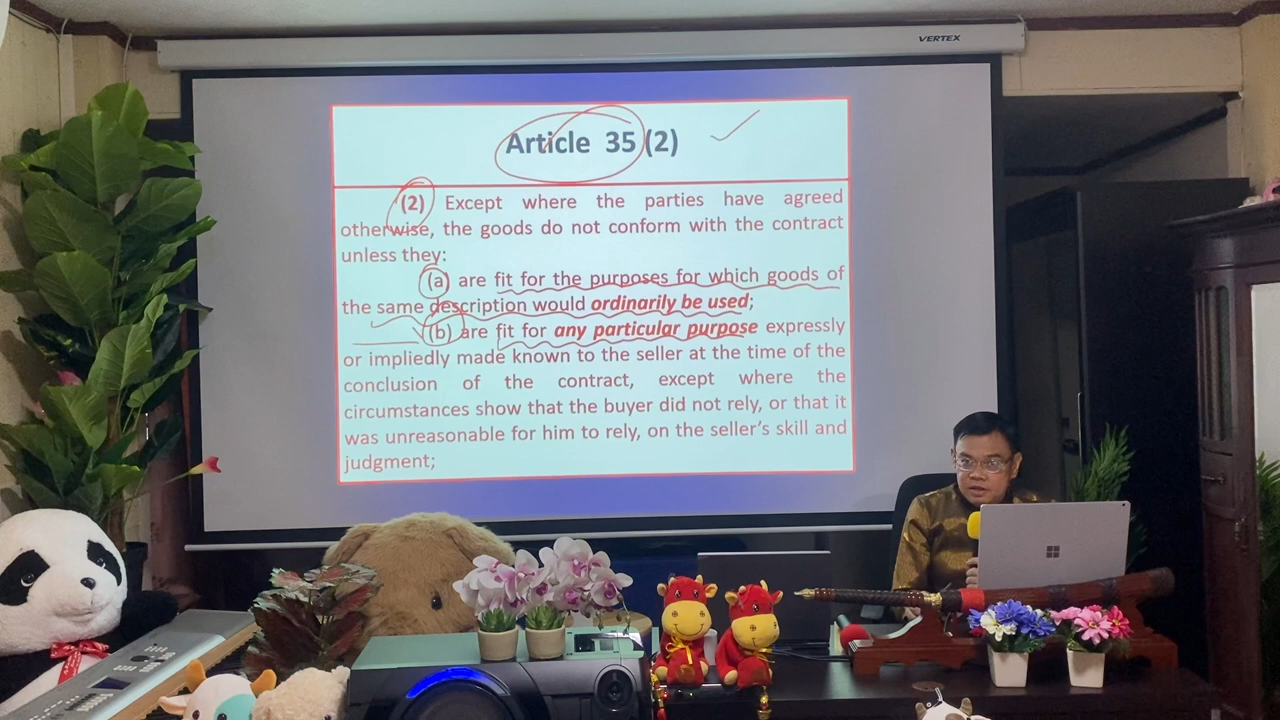 VERTEX
Article 35 (2)
(2) Except where the parties have agreed
otherwise, the goods do not conform with the contract
unless they:
(a) are fit for the purposes for which goods of
the same description would ordinarily be used;
(b) are fit for any particular purpose expressly
or impliedly made known to the seller at the time of the
conclusion of the contract, except where the
circumstances show that the buyer did not rely, or that it
was unreasonable for him to rely, on the seller’s skill and
judgment;